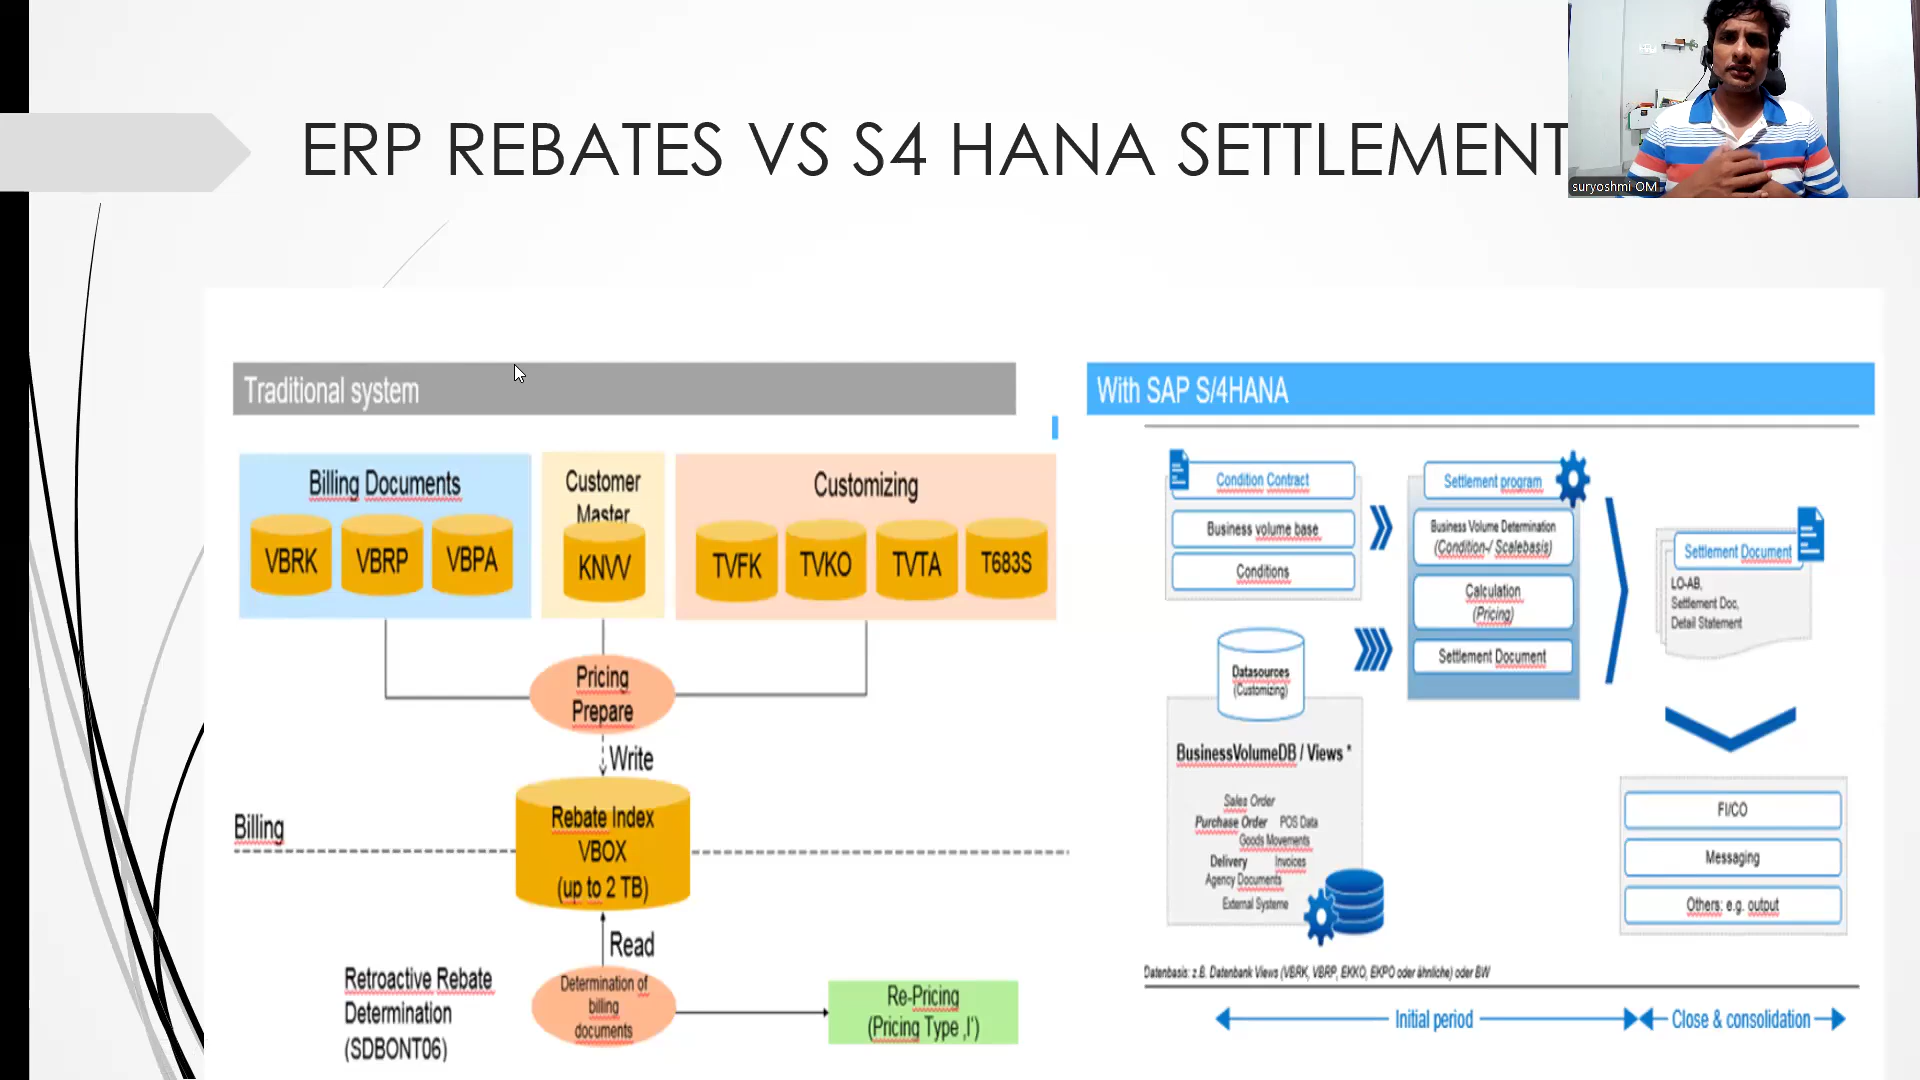 ERP REBATES VS S4 HANA SETTLEMENT
suryoshmi OM
Traditional system
Billing Documents
VBRK
VBRP
VBPA
Customer
Master
KNVV
Customizing
TVFK
TVKO
TVTA
T683S
Pricing
Prepare
Write
Billing
Rebate Index
VBOX
(up to 2 TB)
Read
Retroactive Rebate
Determination
(SDBONT06)
Determination of
billing
documents
Re-Pricing
(Pricing Type ‚I')
With SAP S/4HANA
Condition Contract
Business volume base
Conditions
Datasources
(Customizing)
BusinessVolumeDB / Views *
Sales Order
Purchase Order POS Data
Goods Movements
Delivery Invoices
Agency Documents
External Systeme
Settlement program
Business Volume Determination
(Condition-/ Scalebasis)
Calculation
(Pricing)
Settlement Document
Settlement Document
LO-AB,
Settlement Doc,
Detail Statement
FI/CO
Messaging
Others: e.g. output
Datenbasis: z.B. Datenbank Views (VBRK, VBRP, EKKO, EKPO oder ähnliche) oder BW
Initial period
Close & consolidation